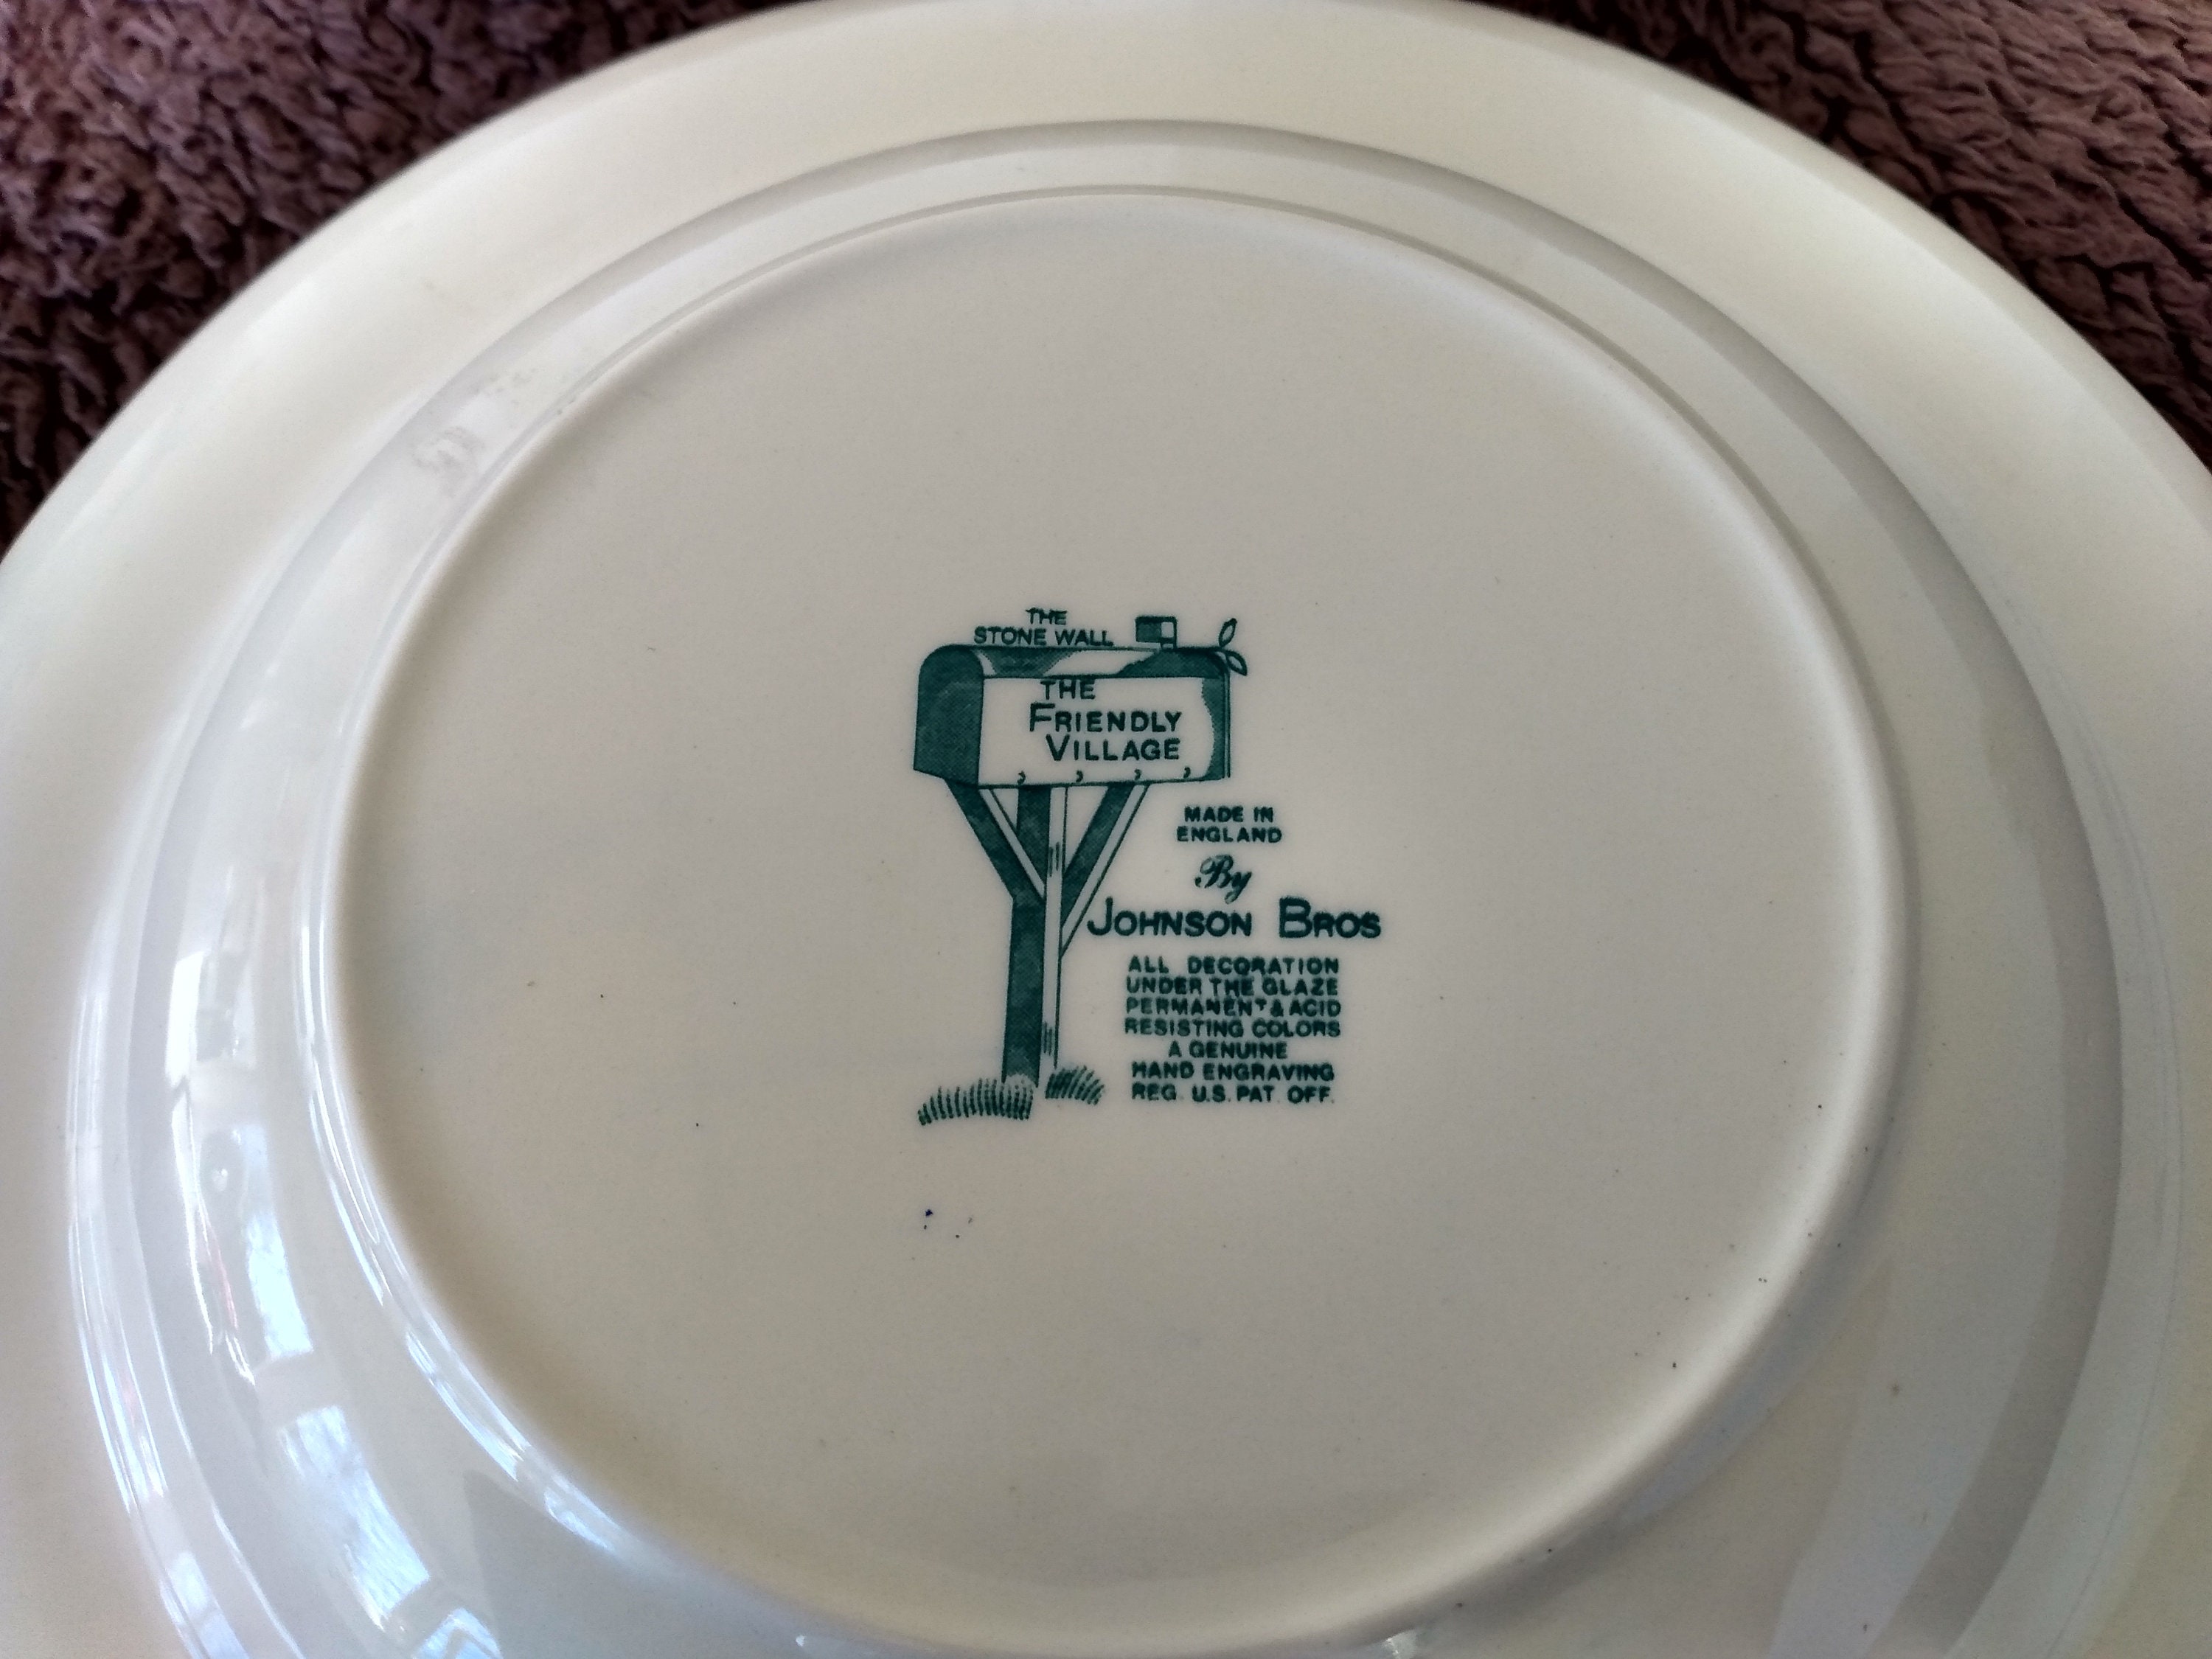 THE
STONE WALL
THE
FRIENDLY
VILLAGE
MADE IN
ENGLAND
By
JOHNSON BROS
ALL DECORATION
UNDER THE GLAZE
PERMANENT & ACID
RESISTING COLORS
A GENUINE
HAND ENGRAVING
REG. U.S. PAT. OFF.